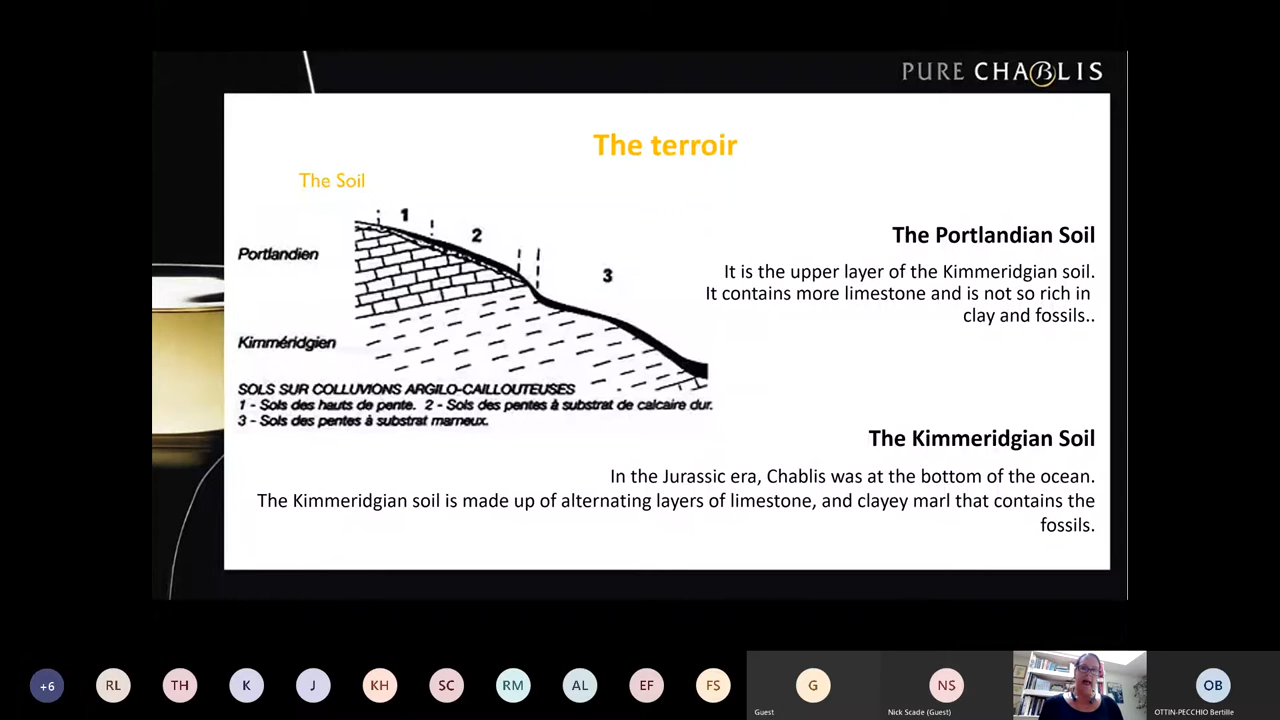 PURE CHABLIS
The terroir
The Soil
1
2
3
Portlandien
Kimméridgien
SOLS SUR COLLUVIONS ARGILO-CAILLOUTEUSES
1 - Sols des hauts de pente. 2 - Sols des pentes à substrat de calcaire dur.
3 - Sols des pentes à substrat marneux.
The Portlandian Soil
It is the upper layer of the Kimmeridgian soil.
It contains more limestone and is not so rich in
clay and fossils..
The Kimmeridgian Soil
In the Jurassic era, Chablis was at the bottom of the ocean.
The Kimmeridgian soil is made up of alternating layers of limestone, and clayey marl that contains the
fossils.
+6
RL
TH
K
J
KH
SC
RM
AL
EF
FS
G
Guest
NS
Nick Scade (Guest)
OB
OTTIN-PECCHIO Bertille